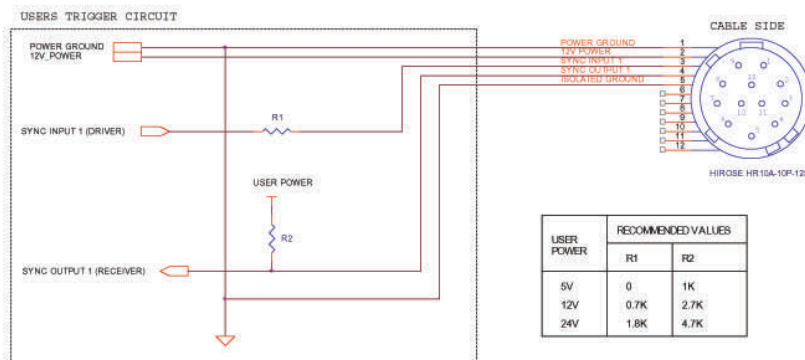 USERS TRIGGER CIRCUIT
CABLE SIDE
POWER GROUND
12V_POWER
POWER GROUND 1
12V POWER 2
SYNC INPUT 1 3
SYNC OUTPUT 1 4
ISOLATED GROUND 5
6
7
8
9
10
11
12
SYNC INPUT 1 (DRIVER)
R1
USER POWER
R2
SYNC OUTPUT 1 (RECEIVER)
HIROSE HR10A-10P-12S
USER POWER RECOMMENDED VALUES
R1 R2
5V 0 1K
12V 0.7K 2.7K
24V 1.8K 4.7K